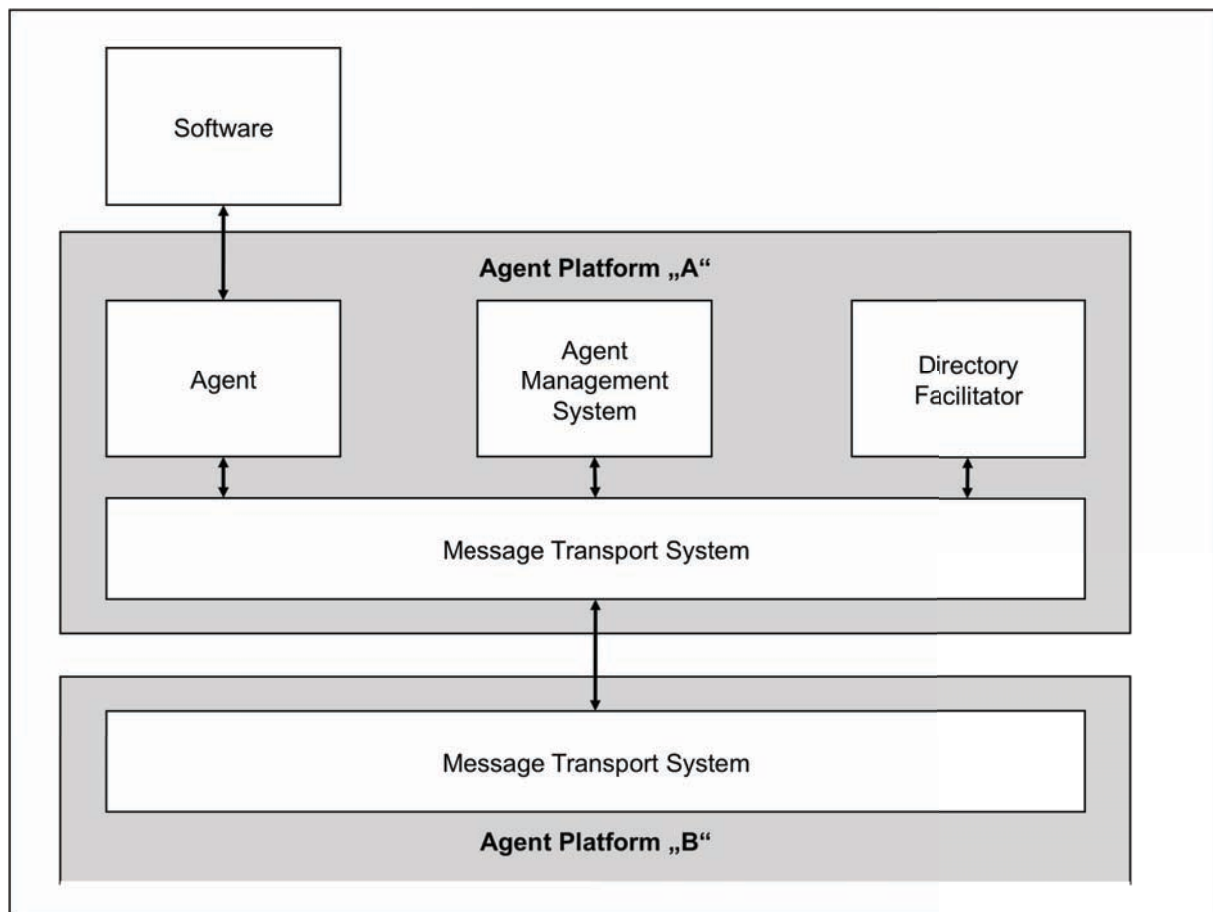 Software
Agent Platform „A“
Agent
Agent
Management
System
Directory
Facilitator
Message Transport System
Message Transport System
Agent Platform „B“